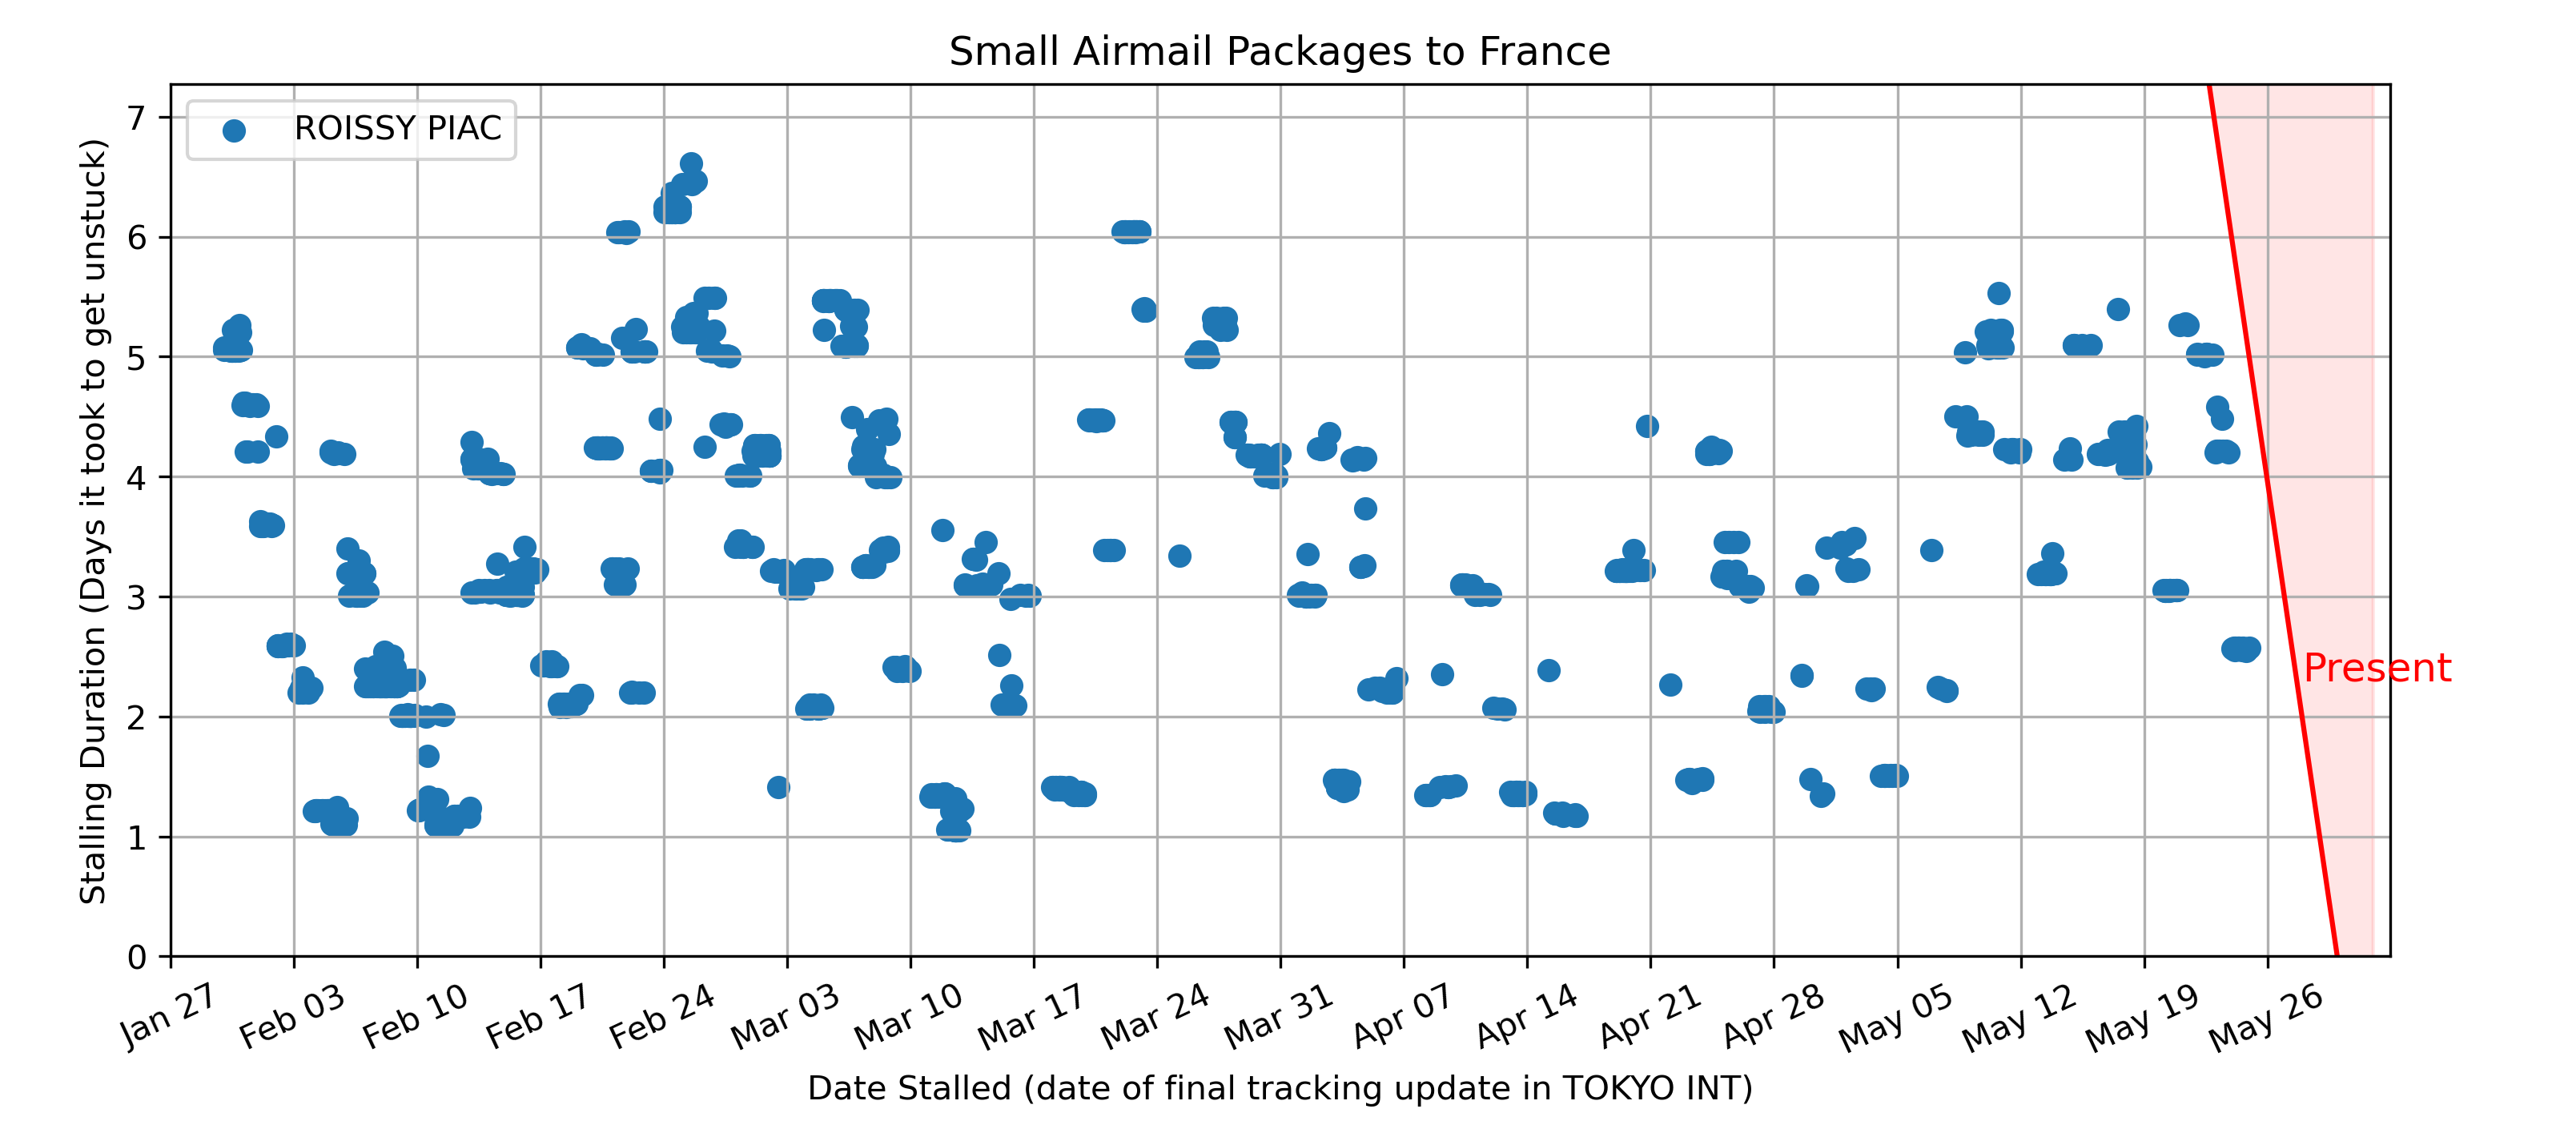 Small Airmail Packages to France
ROISSY PIAC
Stalling Duration (Days it took to get unstuck)
7
6
5
4
3
2
1
0
Present
Jan 27
Feb 03
Feb 10
Feb 17
Feb 24
Mar 03
Mar 10
Mar 17
Mar 24
Mar 31
Apr 07
Apr 14
Apr 21
Apr 28
May 05
May 12
May 19
May 26
Date Stalled (date of final tracking update in TOKYO INT)